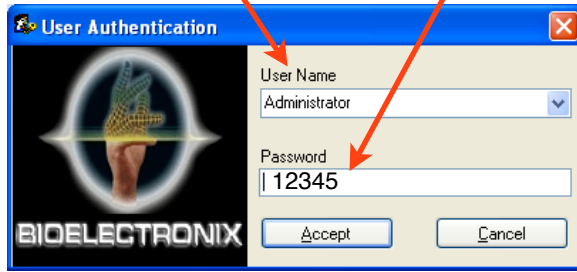 User Authentication
User Name
Administrator
Password
12345
BIOELECTRONIX
Accept
Cancel